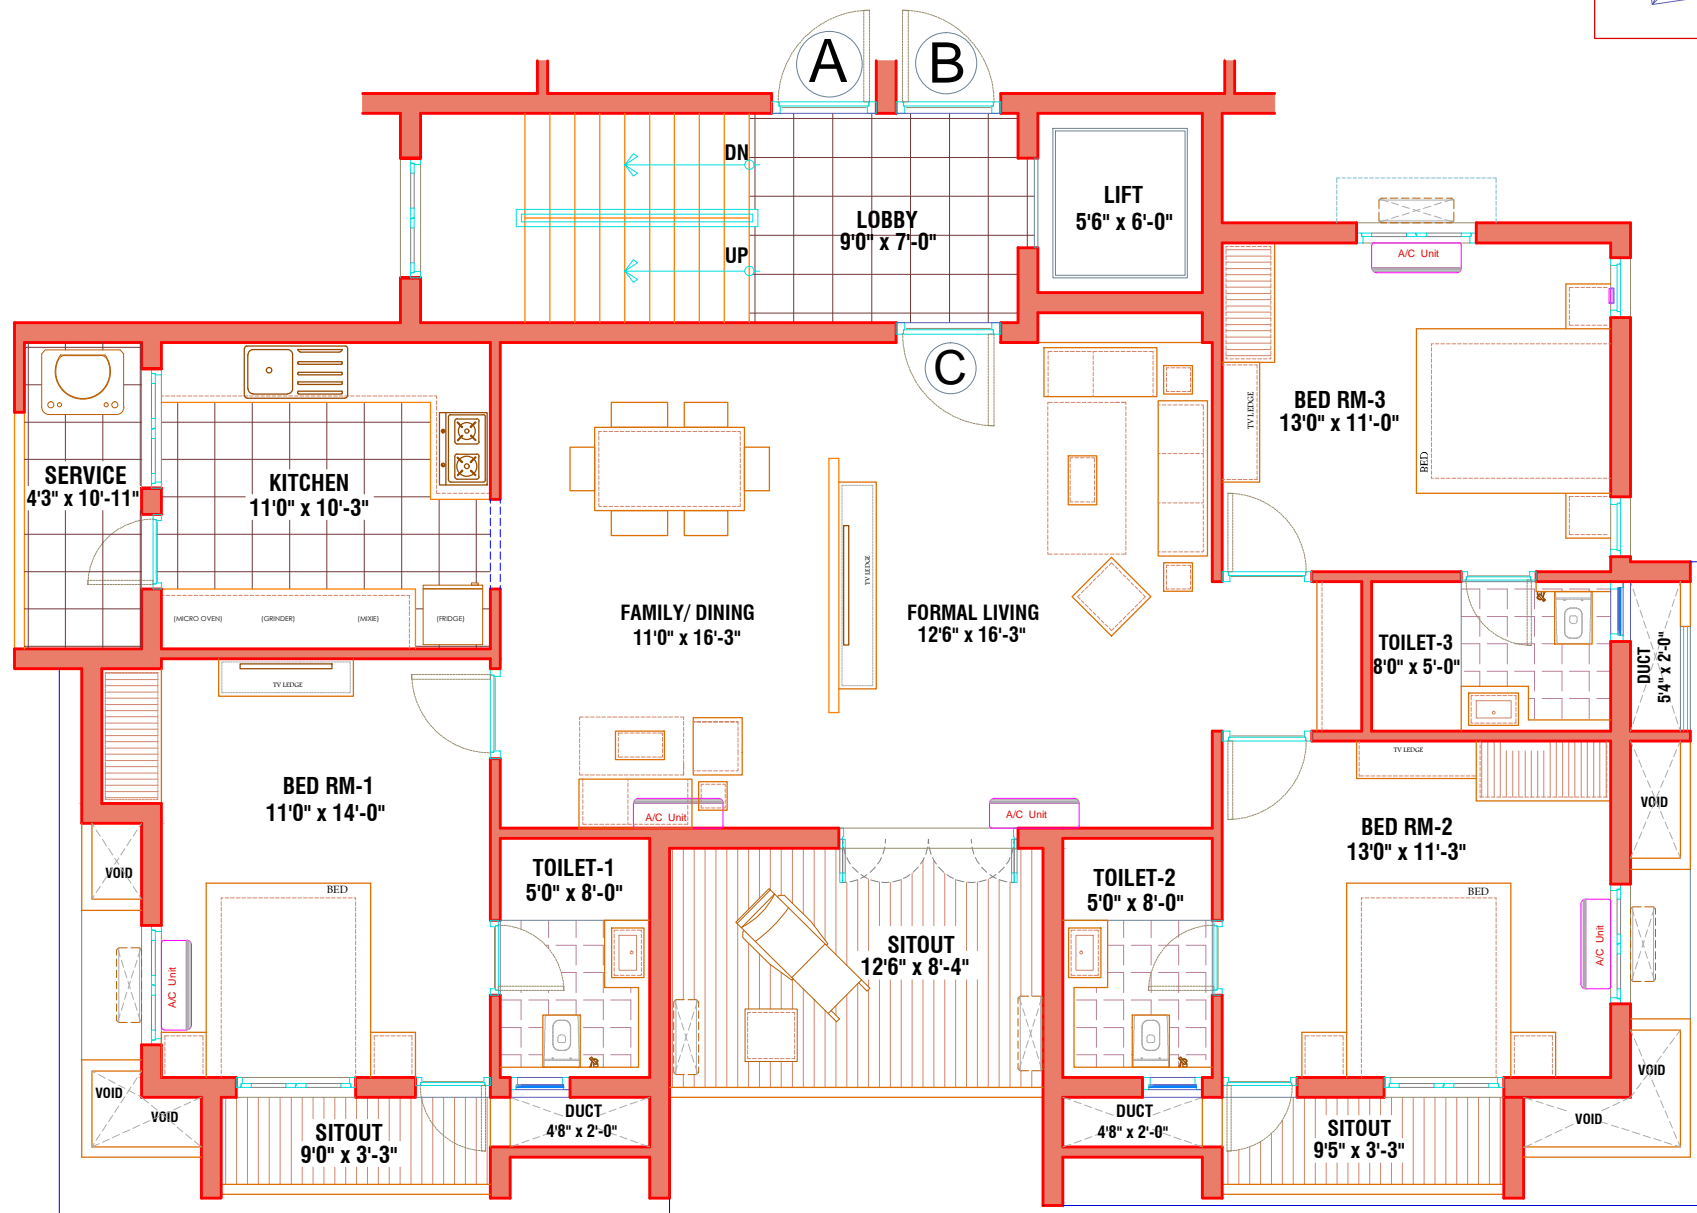 A
B
DN
LOBBY
9'0" x 7'-0"
UP
LIFT
5'6" x 6'-0"
A/C Unit
C
BED RM-3
13'0" x 11'-0"
TV LEDGE
BED
SERVICE
4'3" x 10'-11"
KITCHEN
11'0" x 10'-3"
(MICRO OVEN)
(GRINDER)
(MIXIE)
(FRIDGE)
TV LEDGE
FAMILY/ DINING
11'0" x 16'-3"
FORMAL LIVING
12'6" x 16'-3"
TOILET-3
8'0" x 5'-0"
DUCT
5'4" x 2'-0"
TV LEDGE
BED RM-1
11'0" x 14'-0"
A/C Unit
A/C Unit
TV LEDGE
VOID
BED RM-2
13'0" x 11'-3"
VOID
TOILET-1
5'0" x 8'-0"
TOILET-2
5'0" x 8'-0"
BED
BED
SITOUT
12'6" x 8'-4"
A/C Unit
A/C Unit
VOID
VOID
VOID
VOID
DUCT
4'8" x 2'-0"
DUCT
4'8" x 2'-0"
SITOUT
9'0" x 3'-3"
SITOUT
9'5" x 3'-3"